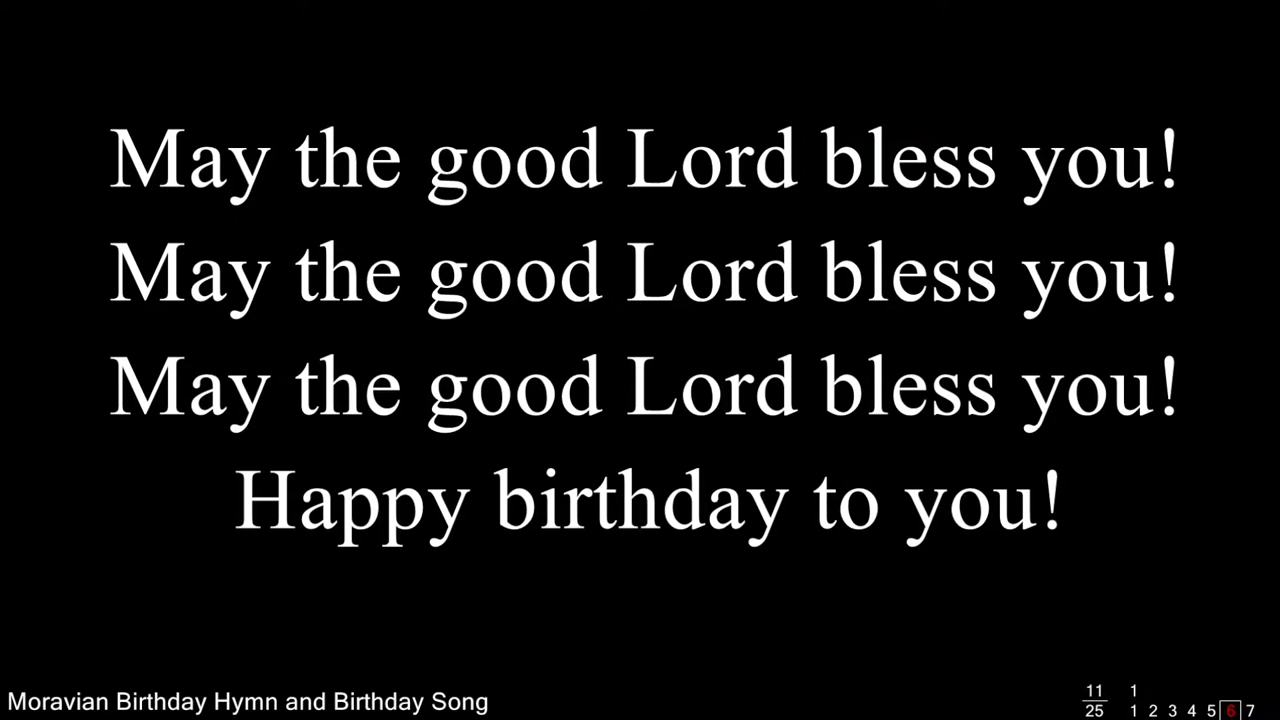 May the good Lord bless you!
May the good Lord bless you!
May the good Lord bless you!
Happy birthday to you!
Moravian Birthday Hymn and Birthday Song
11 1
25 1 2 3 4 5 6 7